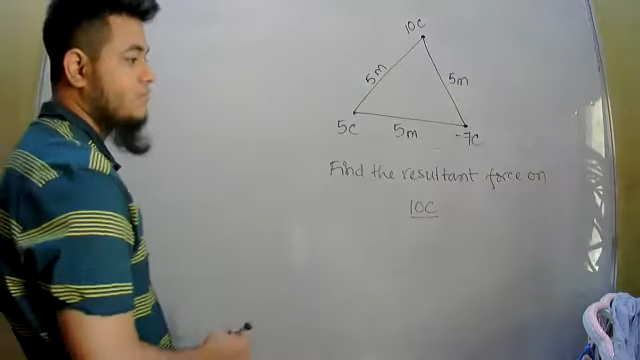 10C
5m
5m
5C
5m
-7C
Find the resultant force on
10C